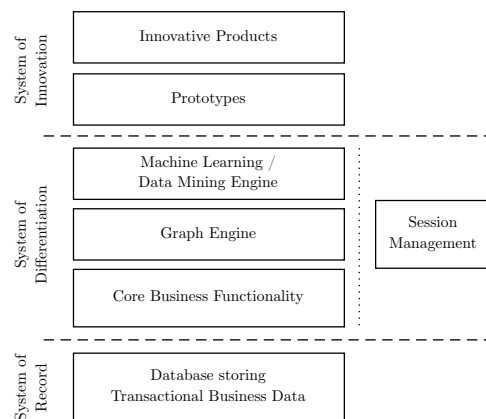 System of
Innovation
Innovative Products
Prototypes
System of
Differentiation
Machine Learning /
Data Mining Engine
Graph Engine
Core Business Functionality
Session
Management
System of
Record
Database storing
Transactional Business Data